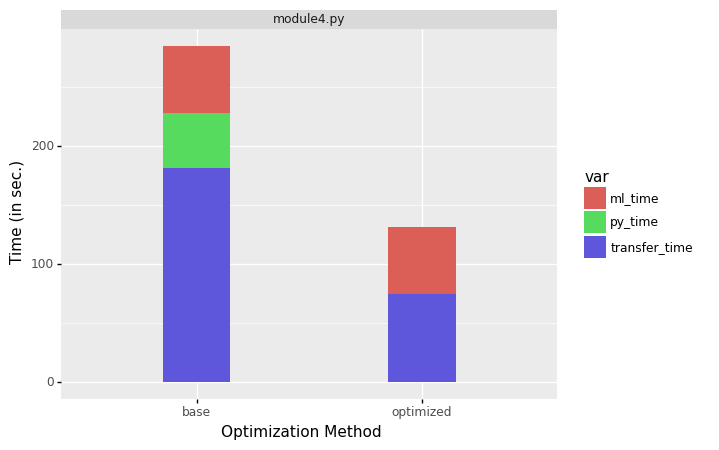 module4.py
Time (in sec.)
200
100
0
base
optimized
Optimization Method
var
ml_time
py_time
transfer_time